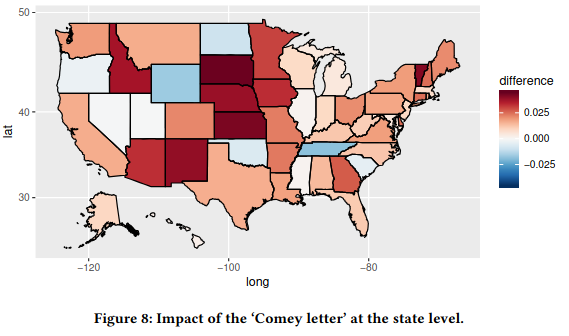 50
40
30
lat
−120
−100
−80
long
difference
0.025
0.000
−0.025
Figure 8: Impact of the ‘Comey letter’ at the state level.